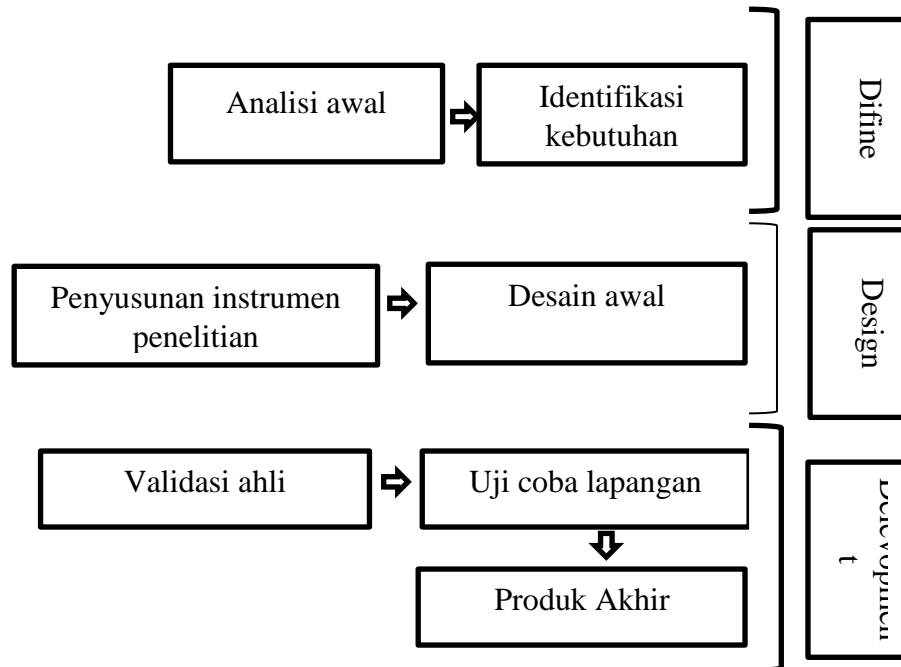 Analisi awal
Identifikasi
kebutuhan
Difine
Penyusunan instrumen
penelitian
Desain awal
Design
Validasi ahli
Uji coba lapangan
Produk Akhir